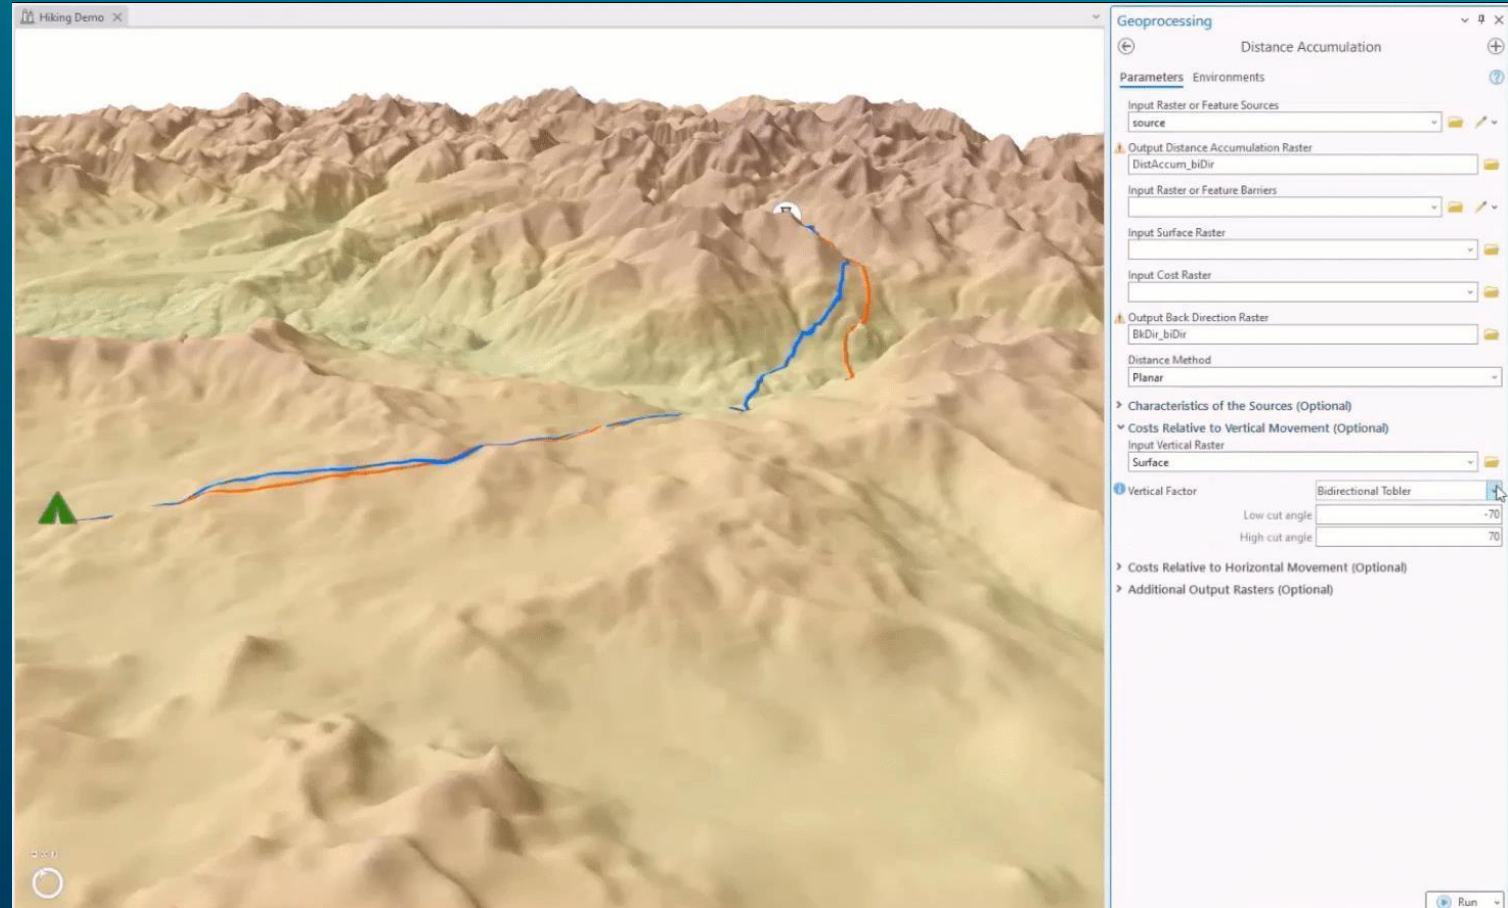 Hiking Demo
Geoprocessing
Distance Accumulation
Parameters Environments
Input Raster or Feature Sources
source
Output Distance Accumulation Raster
DistAccum_biDir
Input Raster or Feature Barriers
Input Surface Raster
Input Cost Raster
Output Back Direction Raster
BkDir_biDir
Distance Method
Planar
Characteristics of the Sources (Optional)
Costs Relative to Vertical Movement (Optional)
Input Vertical Raster
Surface
Vertical Factor Bidirectional Tobler
Low cut angle -70
High cut angle 70
Costs Relative to Horizontal Movement (Optional)
Additional Output Rasters (Optional)
Run